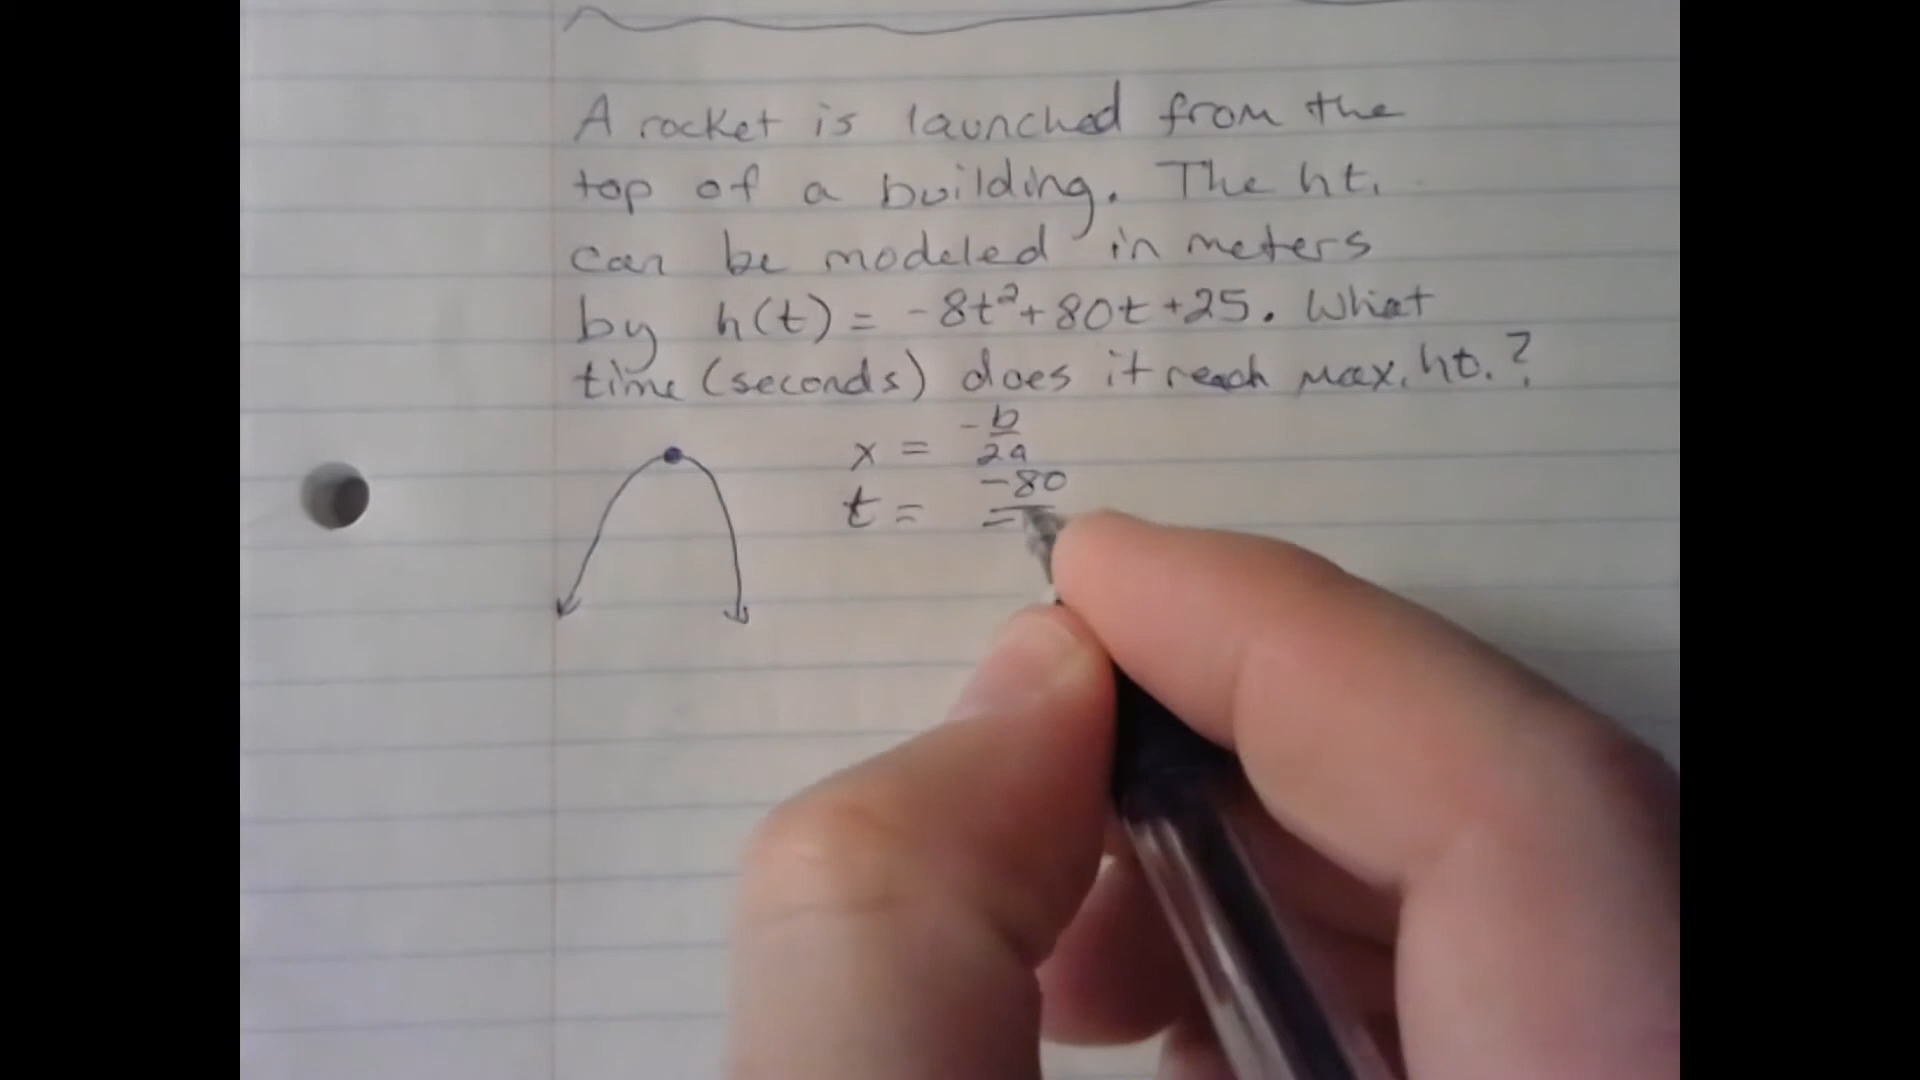 A rocket is launched from the
top of a building. The ht.
can be modeled in meters
by h(t) = -8t²+80t+25. What
time (seconds) does it reach max. ht.?
x = -b/2a
t = -80/-